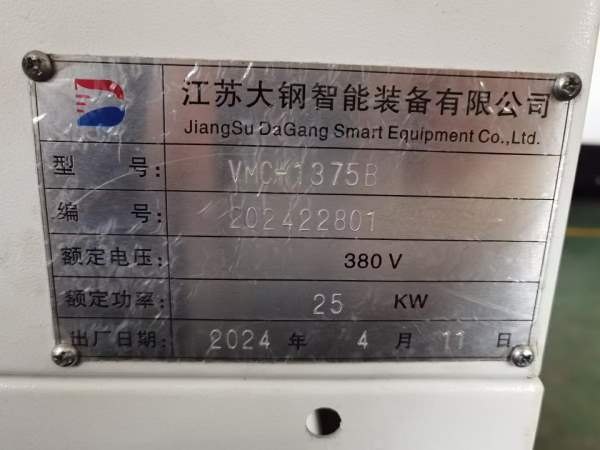 江苏大钢智能装备有限公司
JiangSu DaGang Smart Equipment Co.,Ltd.
型 号: VMC-1375B
编 号: 202422801
额定电压: 380 V
额定功率: 25 KW
出厂日期: 2024 年 4 月 11 日